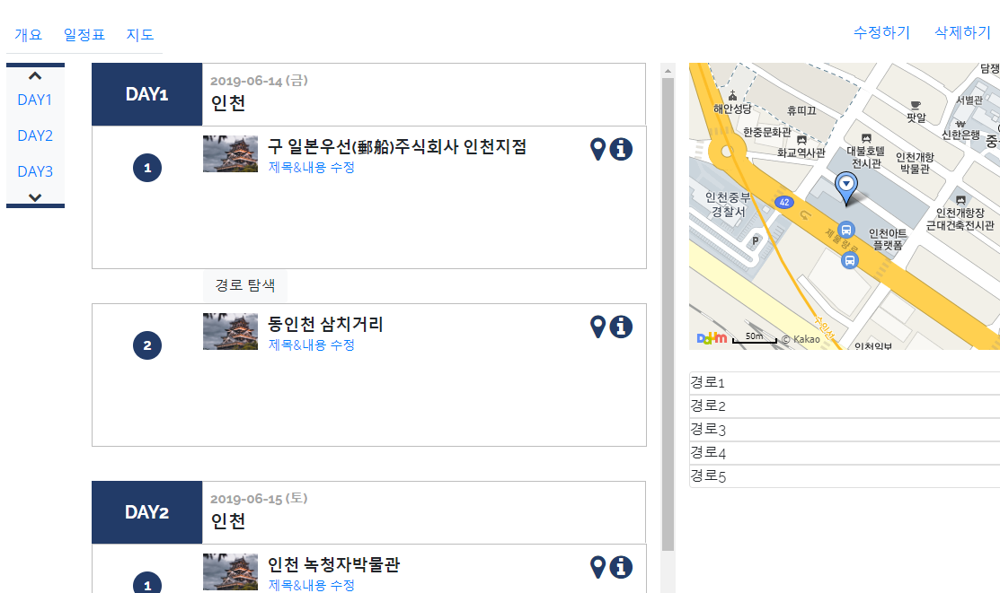 개요 일정표 지도
수정하기 삭제하기
DAY1
DAY2
DAY3
DAY1
2019-06-14 (금)
인천
1
구 일본우선(郵船)주식회사 인천지점
제목&내용 수정
경로 탐색
2
동인천 삼치거리
제목&내용 수정
DAY2
2019-06-15 (토)
인천
1
인천 녹청자박물관
제목&내용 수정
담쟁
해안성당
휴띠끄
팟알
서별관
신한은행
중
한중문화관
화교역사관
대불호텔
전시관
인천개항
박물관
인천중부
경찰서
42
인천개항장
근대건축전시관
P
제물량로
인천아트
플랫폼
수인선
인천일보
Daum
50m
© Kakao
경로1
경로2
경로3
경로4
경로5